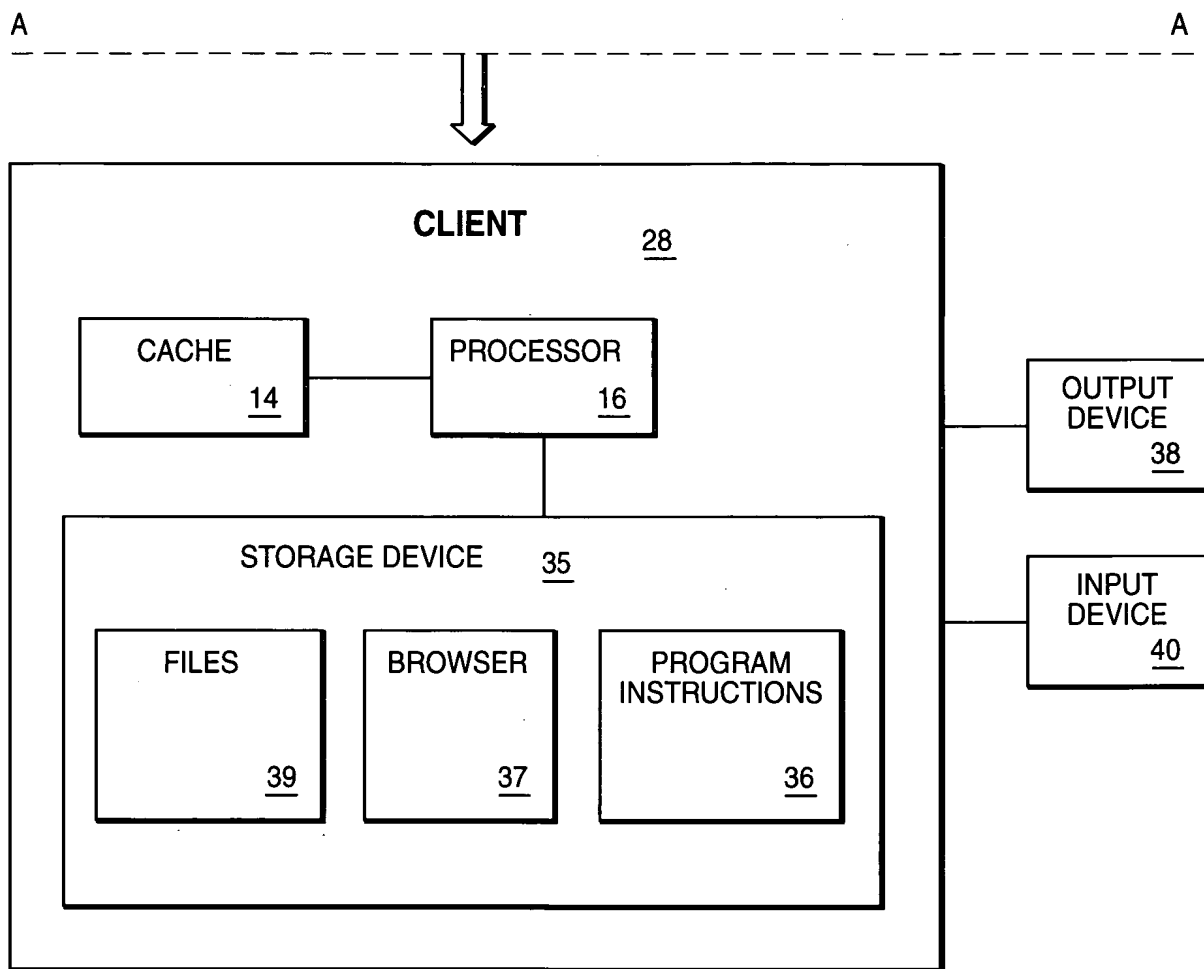 A A
CLIENT
28
CACHE
14
PROCESSOR
16
OUTPUT
DEVICE
38
STORAGE DEVICE
35
INPUT
DEVICE
40
FILES
39
BROWSER
37
PROGRAM
INSTRUCTIONS
36